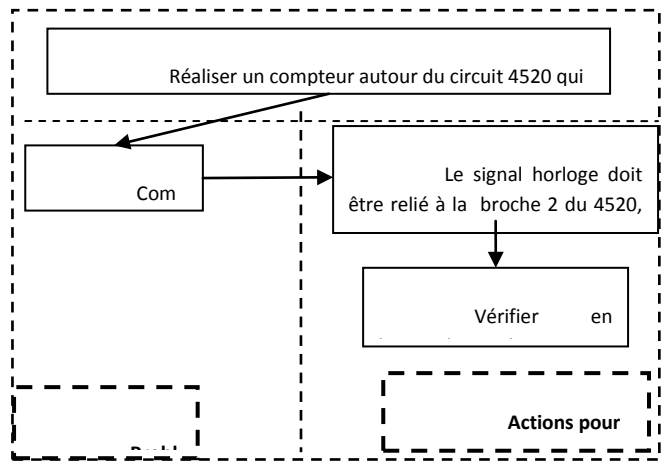 Réaliser un compteur autour du circuit 4520 qui
Com
Le signal horloge doit
être relié à la broche 2 du 4520,
Vérifier en
Actions pour